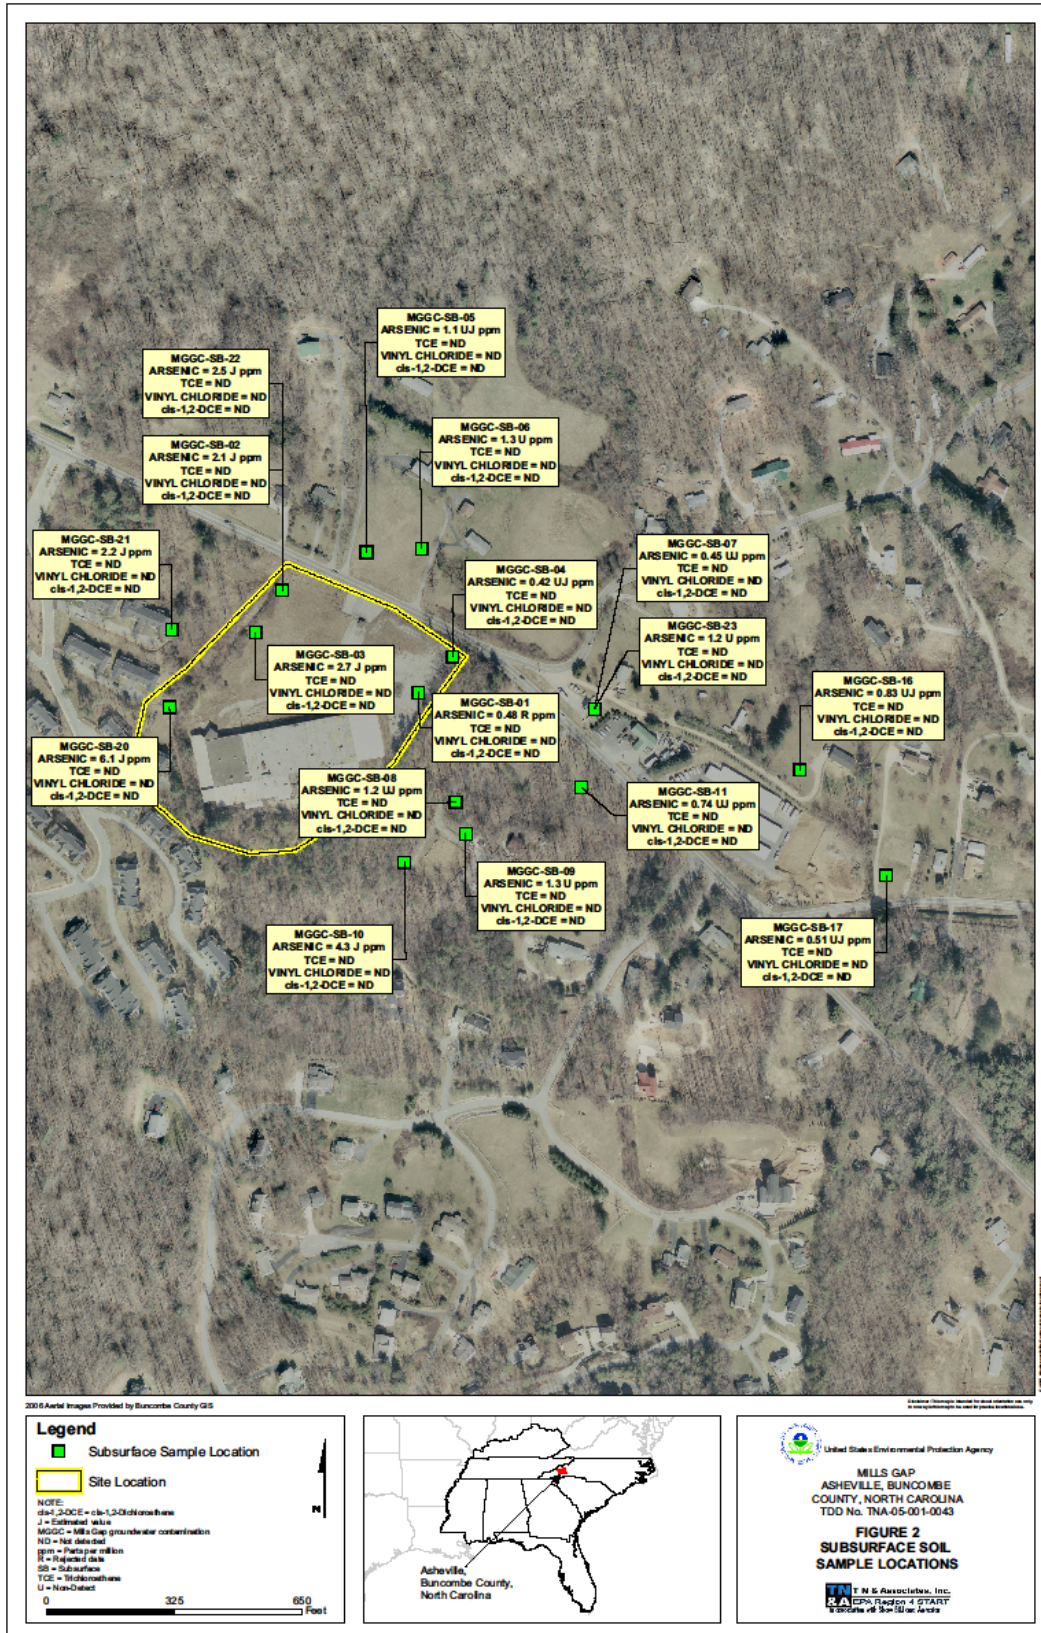 MGGC-SB-05
ARSENIC = 1.1 UJ ppm
TCE = ND
VINYL CHLORIDE = ND
cis-1,2-DCE = ND
MGGC-SB-22
ARSENIC = 2.5 J ppm
TCE = ND
VINYL CHLORIDE = ND
cis-1,2-DCE = ND
MGGC-SB-06
ARSENIC = 1.3 U ppm
TCE = ND
VINYL CHLORIDE = ND
cis-1,2-DCE = ND
MGGC-SB-02
ARSENIC = 2.1 J ppm
TCE = ND
VINYL CHLORIDE = ND
cis-1,2-DCE = ND
MGGC-SB-21
ARSENIC = 2.2 J ppm
TCE = ND
VINYL CHLORIDE = ND
cis-1,2-DCE = ND
MGGC-SB-07
ARSENIC = 0.45 UJ ppm
TCE = ND
VINYL CHLORIDE = ND
cis-1,2-DCE = ND
MGGC-SB-04
ARSENIC = 0.42 UJ ppm
TCE = ND
VINYL CHLORIDE = ND
cis-1,2-DCE = ND
MGGC-SB-23
ARSENIC = 1.2 U ppm
TCE = ND
VINYL CHLORIDE = ND
cis-1,2-DCE = ND
MGGC-SB-03
ARSENIC = 2.7 J ppm
TCE = ND
VINYL CHLORIDE = ND
cis-1,2-DCE = ND
MGGC-SB-16
ARSENIC = 0.83 UJ ppm
TCE = ND
VINYL CHLORIDE = ND
cis-1,2-DCE = ND
MGGC-SB-01
ARSENIC = 0.48 R ppm
TCE = ND
VINYL CHLORIDE = ND
cis-1,2-DCE = ND
MGGC-SB-20
ARSENIC = 6.1 J ppm
TCE = ND
VINYL CHLORIDE = ND
cis-1,2-DCE = ND
MGGC-SB-08
ARSENIC = 1.2 UJ ppm
TCE = ND
VINYL CHLORIDE = ND
cis-1,2-DCE = ND
MGGC-SB-11
ARSENIC = 0.74 UJ ppm
TCE = ND
VINYL CHLORIDE = ND
cis-1,2-DCE = ND
MGGC-SB-09
ARSENIC = 1.3 U ppm
TCE = ND
VINYL CHLORIDE = ND
cis-1,2-DCE = ND
MGGC-SB-17
ARSENIC = 0.51 UJ ppm
TCE = ND
VINYL CHLORIDE = ND
cis-1,2-DCE = ND
MGGC-SB-10
ARSENIC = 4.3 J ppm
TCE = ND
VINYL CHLORIDE = ND
cis-1,2-DCE = ND
2006 Aerial Images Provided by Buncombe County GIS
Legend
Subsurface Sample Location
Site Location
NOTE:
cis-1,2-DCE = cis-1,2-Dichloroethene
J = Estimated value
MGGC = Mills Gap groundwater contamination
ND = Not detected
ppm = Parts per million
R = Rejected data
SB = Subsurface
TCE = Trichloroethene
U = Non-Detect
N
0 325 650
Feet
Asheville,
Buncombe County,
North Carolina
United States Environmental Protection Agency
MILLS GAP
ASHEVILLE, BUNCOMBE
COUNTY, NORTH CAROLINA
TDD No. TNA-05-001-0043
FIGURE 2
SUBSURFACE SOIL
SAMPLE LOCATIONS
TN&A
T N & Associates, Inc.
EPA Region 4 START